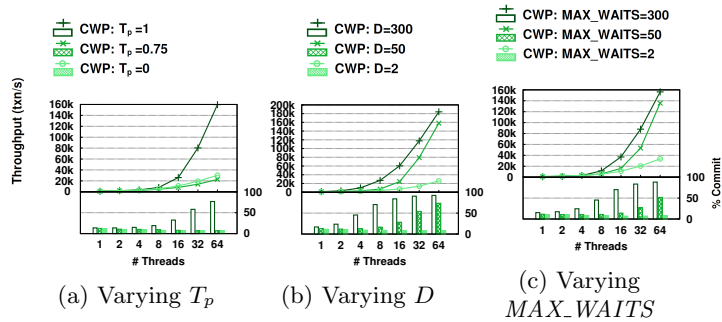 CWP: Tp =1
CWP: Tp =0.75
CWP: Tp =0
Throughput (txn/s)
160k
140k
120k
100k
80k
60k
40k
20k
0
100
50
0
1 2 4 8 16 32 64
# Threads
(a) Varying Tp
CWP: D=300
CWP: D=50
CWP: D=2
200k
180k
160k
140k
120k
100k
80k
60k
40k
20k
0
100
50
0
1 2 4 8 16 32 64
# Threads
(b) Varying D
CWP: MAX_WAITS=300
CWP: MAX_WAITS=50
CWP: MAX_WAITS=2
160k
140k
120k
100k
80k
60k
40k
20k
0
100
50
0
% Commit
1 2 4 8 16 32 64
# Threads
(c) Varying
MAX_WAITS